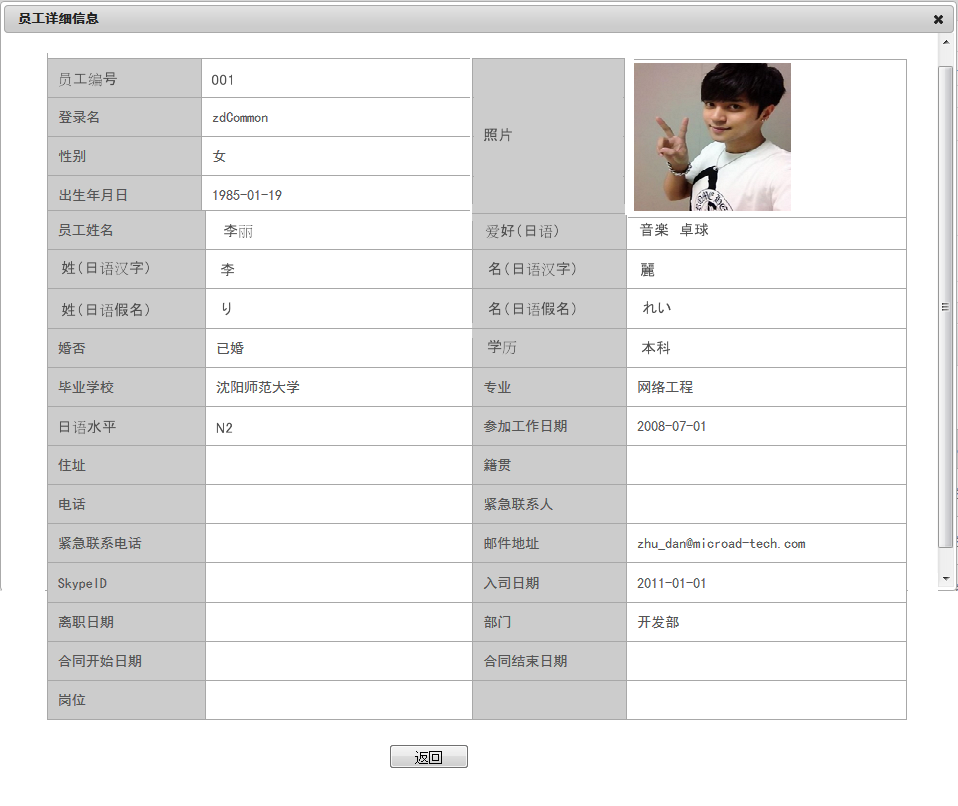 员工详细信息
员工编号 001 照片
登录名 zdCommon
性别 女
出生年月日 1985-01-19
员工姓名 李丽 爱好(日语) 音楽 卓球
姓(日语汉字) 李 名(日语汉字) 麗
姓(日语假名) り 名(日语假名) れい
婚否 已婚 学历 本科
毕业学校 沈阳师范大学 专业 网络工程
日语水平 N2 参加工作日期 2008-07-01
住址 籍贯
电话 紧急联系人
紧急联系电话 邮件地址 zhu_dan@microad-tech.com
SkypeID 入司日期 2011-01-01
离职日期 部门 开发部
合同开始日期 合同结束日期
岗位
返回